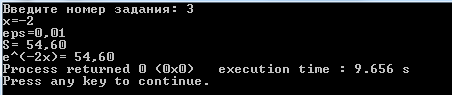 Введите номер задания: 3
x=-2
eps=0,01
S= 54,60
e^(-2x)= 54,60
Process returned 0 (0x0)   execution time : 9.656 s
Press any key to continue.